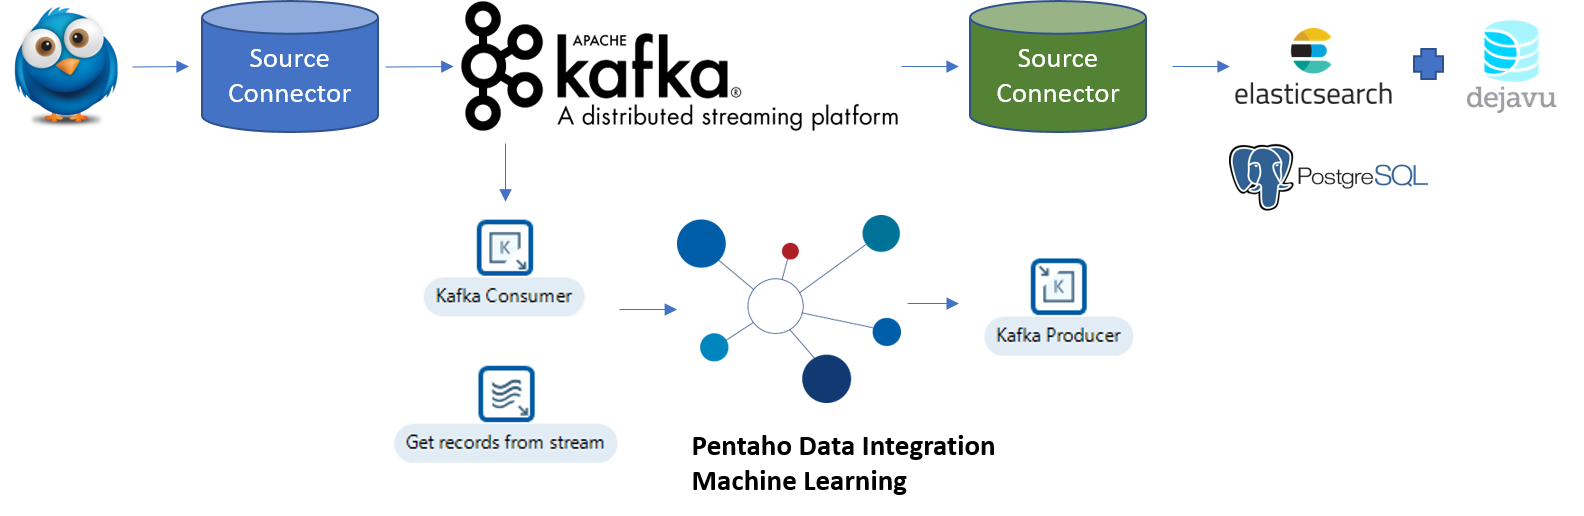 Source
Connector
APACHE
kafka®
A distributed streaming platform
Source
Connector
elasticsearch
dejavu
PostgreSQL
K
Kafka Consumer
K
Kafka Producer
Get records from stream
Pentaho Data Integration
Machine Learning